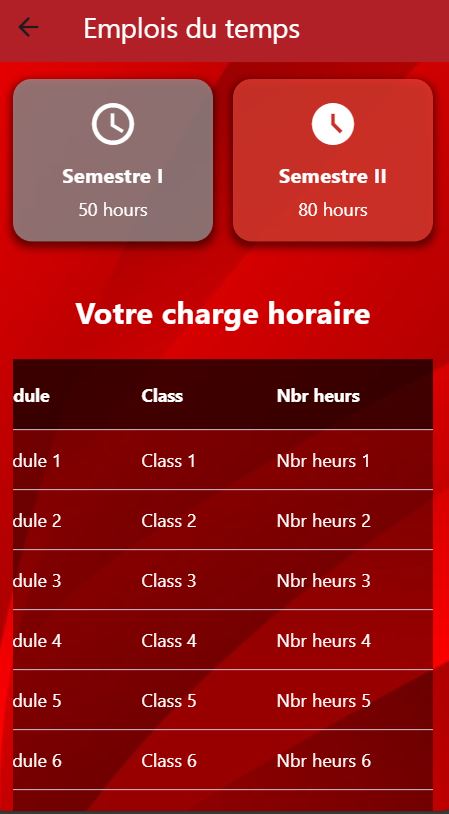 Emplois du temps
Semestre I
50 hours
Semestre II
80 hours
Votre charge horaire
dule Class Nbr heurs
dule 1 Class 1 Nbr heurs 1
dule 2 Class 2 Nbr heurs 2
dule 3 Class 3 Nbr heurs 3
dule 4 Class 4 Nbr heurs 4
dule 5 Class 5 Nbr heurs 5
dule 6 Class 6 Nbr heurs 6